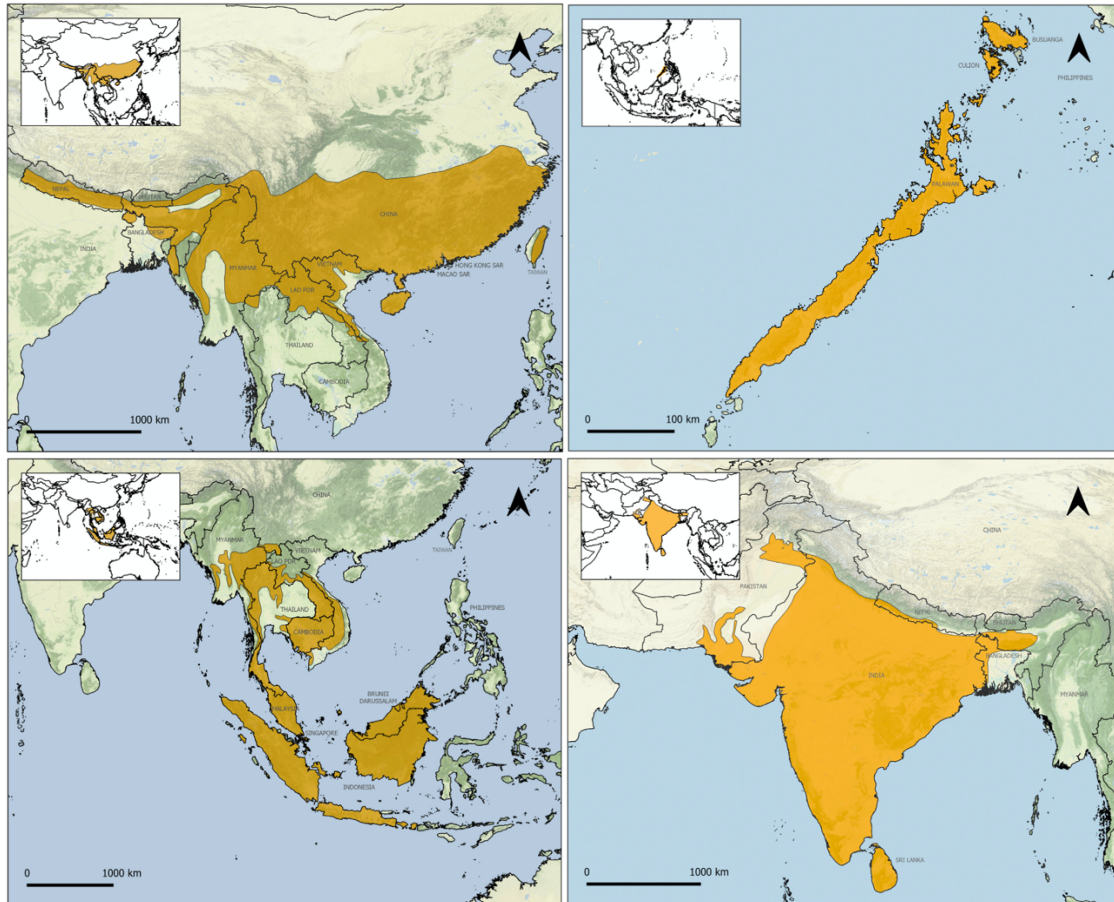 NEPAL
BHUTAN
BANGLADESH
INDIA
MYANMAR
CHINA
VIETNAM
LAO PDR
HONG KONG SAR
MACAO SAR
TAIWAN
THAILAND
CAMBODIA
0 1000 km
BUSUANGA
CULION
PHILIPPINES
PALAWAN
0 100 km
CHINA
MYANMAR
VIETNAM
LAO PDR
TAIWAN
THAILAND
PHILIPPINES
CAMBODIA
BRUNEI
DARUSSALAM
MALAYSIA
SINGAPORE
INDONESIA
0 1000 km
CHINA
PAKISTAN
NEPAL
BHUTAN
BANGLADESH
INDIA
MYANMAR
SRI LANKA
0 1000 km